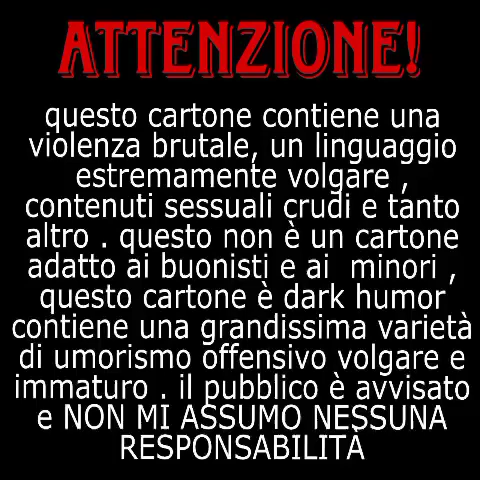 ATTENZIONE!
questo cartone contiene una
violenza brutale, un linguaggio
estremamente volgare ,
contenuti sessuali crudi e tanto
altro . questo non è un cartone
adatto ai buonisti e ai  minori ,
questo cartone è dark humor
contiene una grandissima varietà
di umorismo offensivo volgare e
immaturo . il pubblico è avvisato
e NON MI ASSUMO NESSUNA
RESPONSABILITÀ